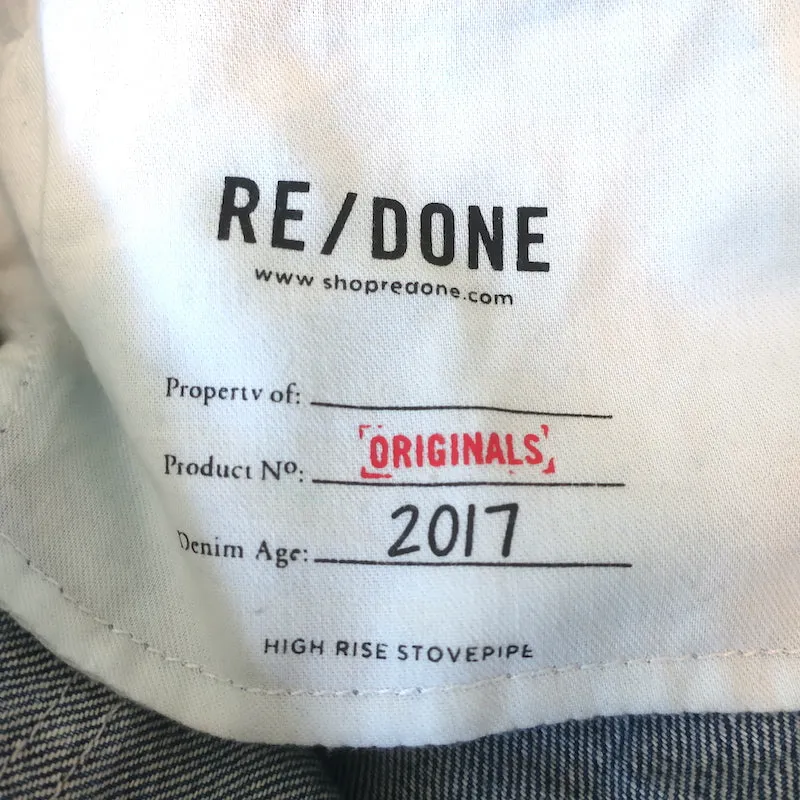 RE/DONE
www shopredone.com
Property of:
Product Nº: ORIGINALS
Denim Age: 2017
HIGH RISE STOVEPIPE